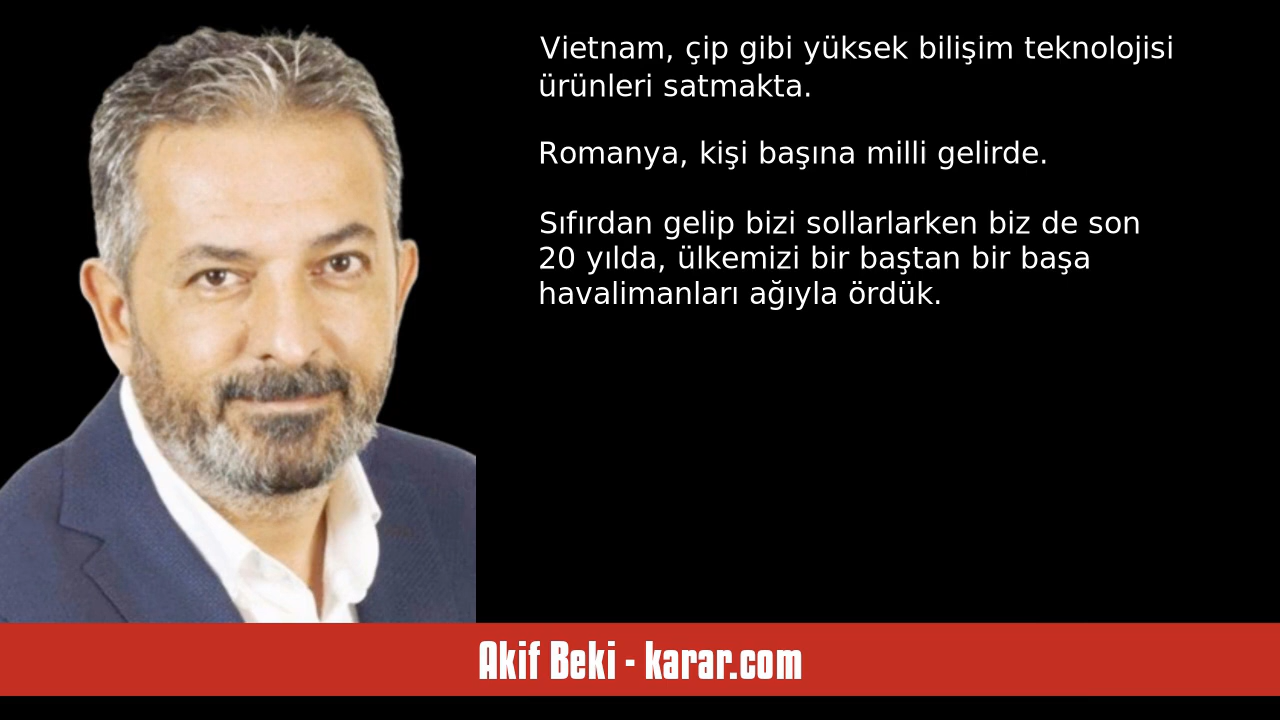 Vietnam, çip gibi yüksek bilişim teknolojisi
ürünleri satmakta.
Romanya, kişi başına milli gelirde.
Sıfırdan gelip bizi sollarlarken biz de son
20 yılda, ülkemizi bir baştan bir başa
havalimanları ağıyla ördük.
Akif Beki - karar.com